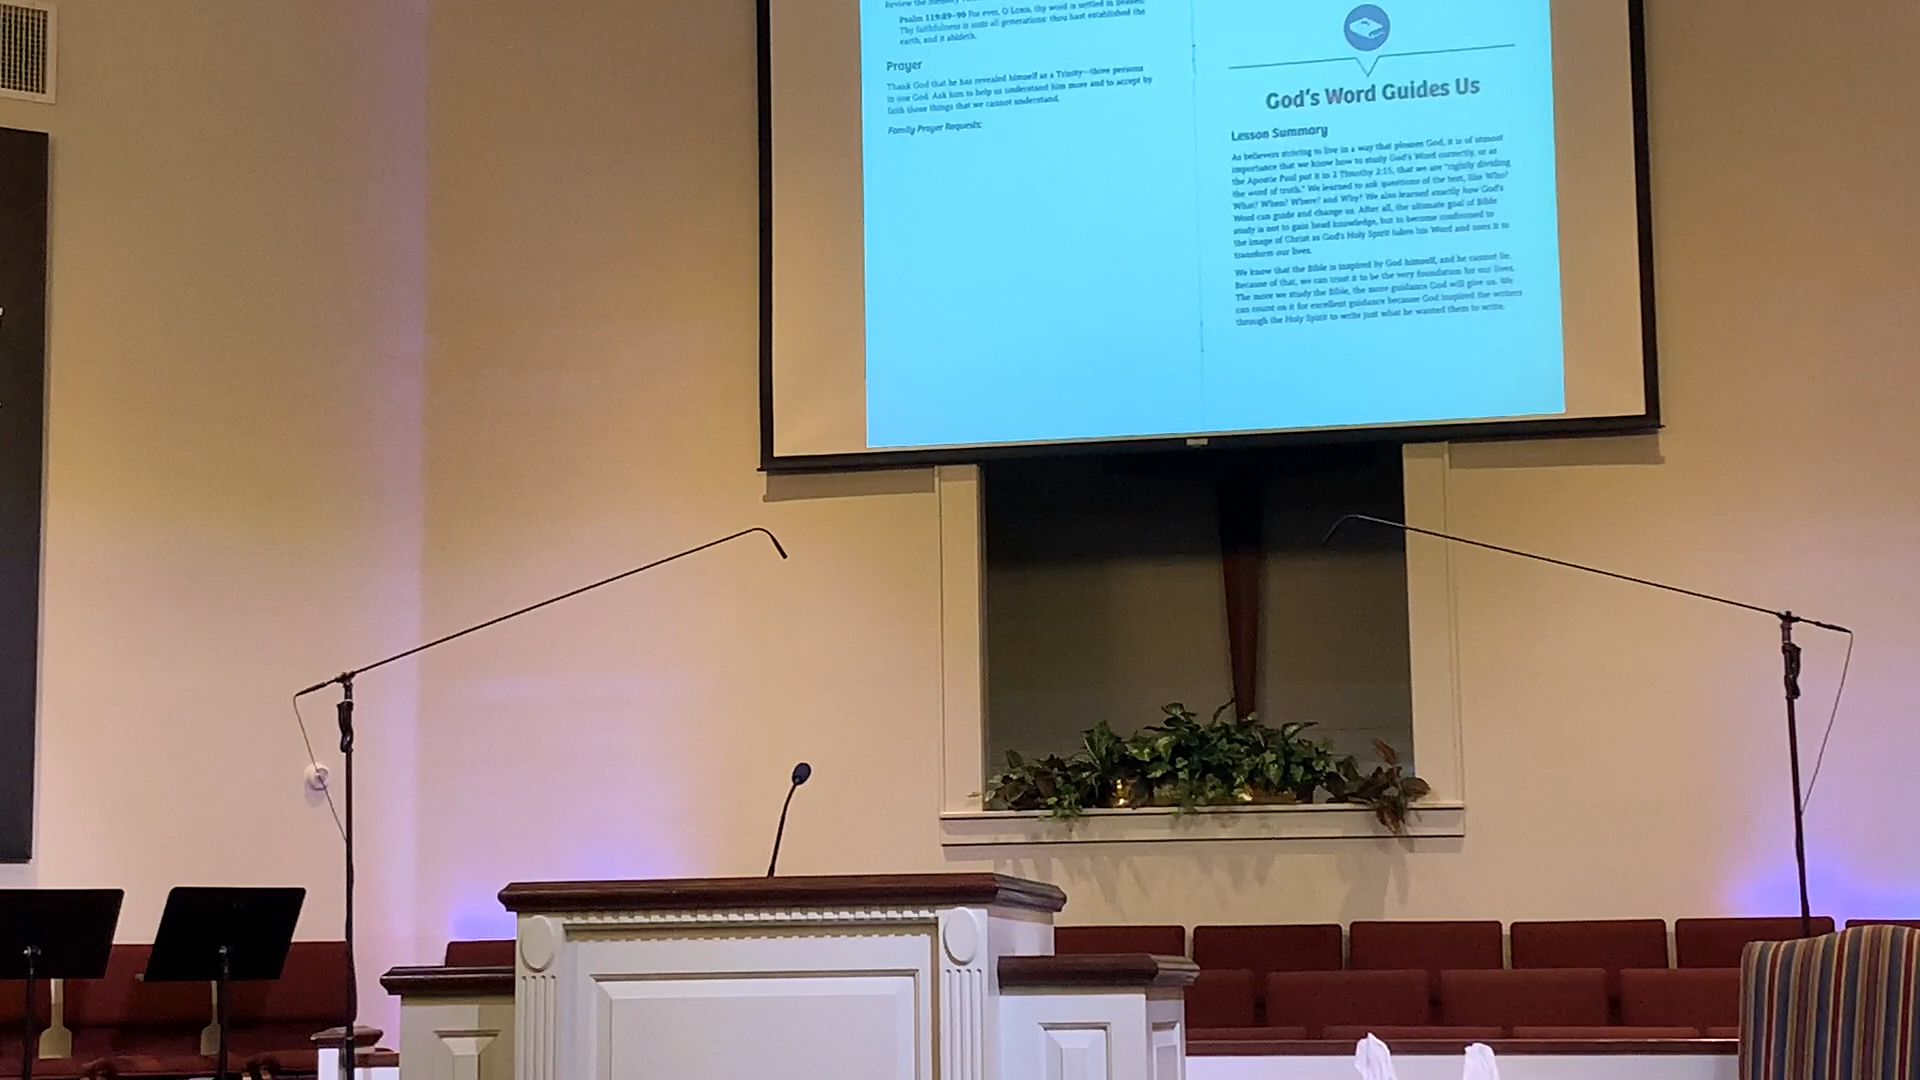 Review the memory
Psalm 119:89–90 For ever, O Lord, thy word is settled in heaven.
Thy faithfulness is unto all generations: thou hast established the
earth, and it abideth.
Prayer
Thank God that he has revealed himself as a Trinity—three persons
in one God. Ask him to help us understand him more and to accept by
faith those things that we cannot understand.
Family Prayer Requests:
God's Word Guides Us
Lesson Summary
As believers striving to live in a way that pleases God, it is of utmost
importance that we know how to study God's Word correctly, or as
the Apostle Paul put it in 2 Timothy 2:15, that we are "rightly dividing
the word of truth." We learned to ask questions of the text, like Who?
What? When? Where? and Why? We also learned exactly how God's
Word can guide and change us. After all, the ultimate goal of Bible
study is not to gain head knowledge, but to become conformed to
the image of Christ as God's Holy Spirit takes his Word and uses it to
transform our lives.
We know that the Bible is inspired by God himself, and he cannot lie.
Because of that, we can trust it to be the very foundation for our lives.
The more we study the Bible, the more guidance God will give us. We
can count on it for excellent guidance because God inspired the writers
through the Holy Spirit to write just what he wanted them to write.